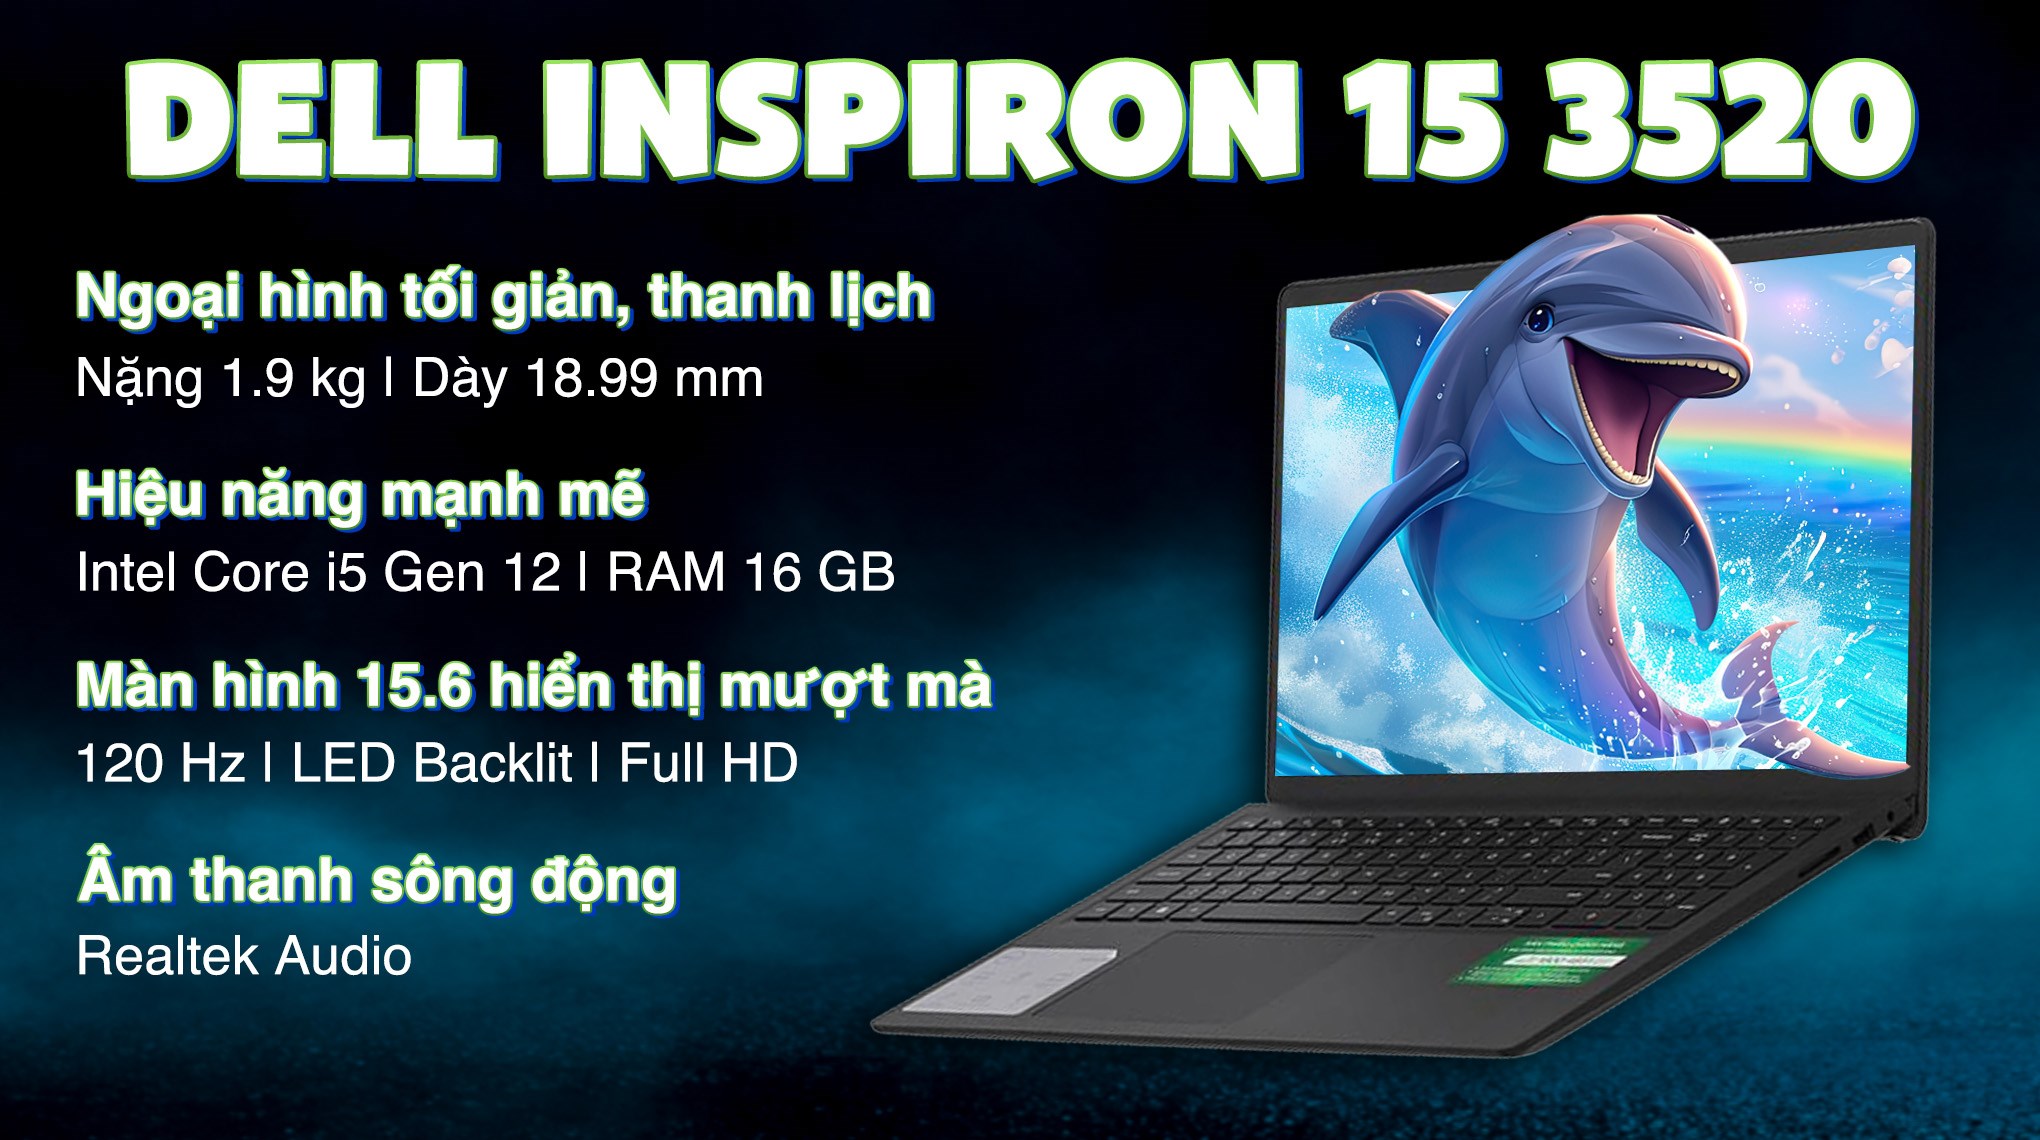 DELL INSPIRON 15 3520
Ngoại hình tối giản, thanh lịch
Nặng 1.9 kg | Dày 18.99 mm
Hiệu năng mạnh mẽ
Intel Core i5 Gen 12 | RAM 16 GB
Màn hình 15.6 hiển thị mượt mà
120 Hz | LED Backlit | Full HD
Âm thanh sông động
Realtek Audio